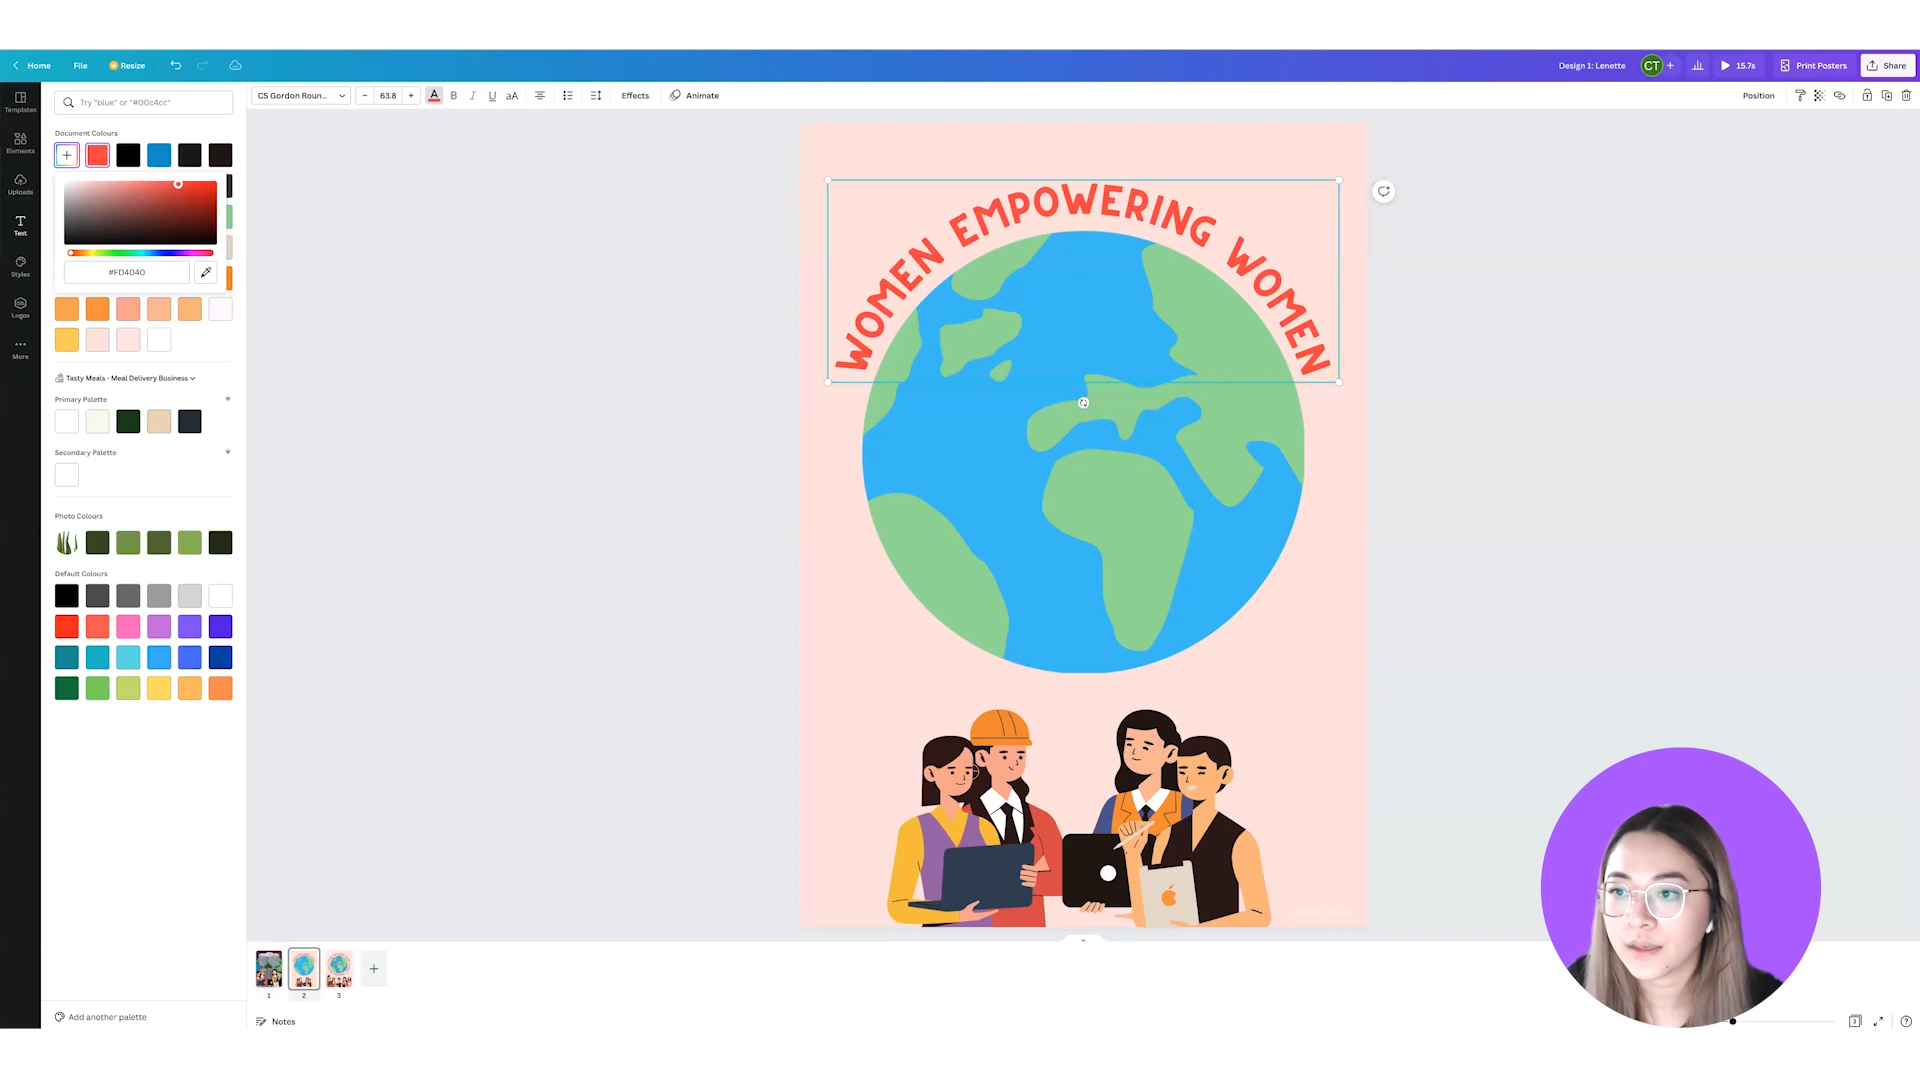 Home
File
Resize
Design 1: Lenette
CT
15.7s
Print Posters
Share
Templates
Elements
Uploads
Text
Styles
Logos
More
Try "blue" or "#00c4cc"
CS Gordon Roun...
63.8
A
B
I
U
aA
Effects
Animate
Position
Document Colours
#FD4040
Tasty Meals - Meal Delivery Business
Primary Palette
Secondary Palette
Photo Colours
Default Colours
Add another palette
WOMEN EMPOWERING WOMEN
1
2
3
Notes
3